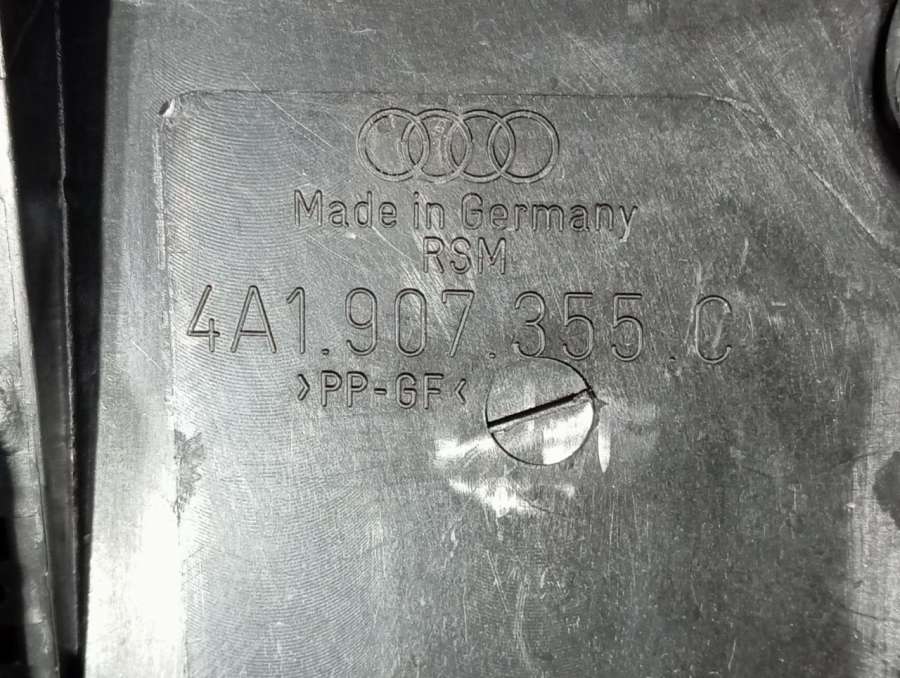 Made in Germany
RSM
4A1.907.355.C
>PP-GF<